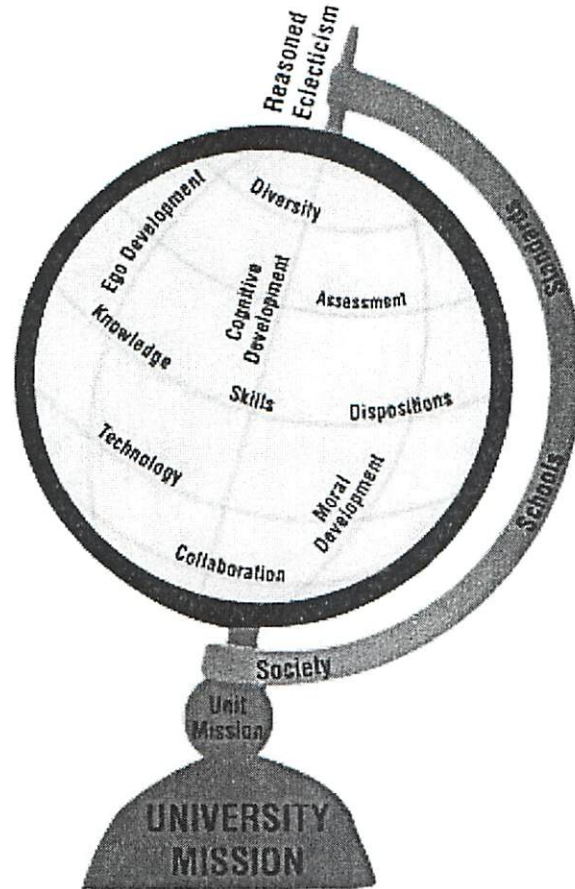 Reasoned
Eclecticism
Standards
Diversity
Ego Development
Cognitive
Development
Assessment
Knowledge
Skills
Dispositions
Technology
Moral
Development
Schools
Collaboration
Society
Unit
Mission
UNIVERSITY
MISSION